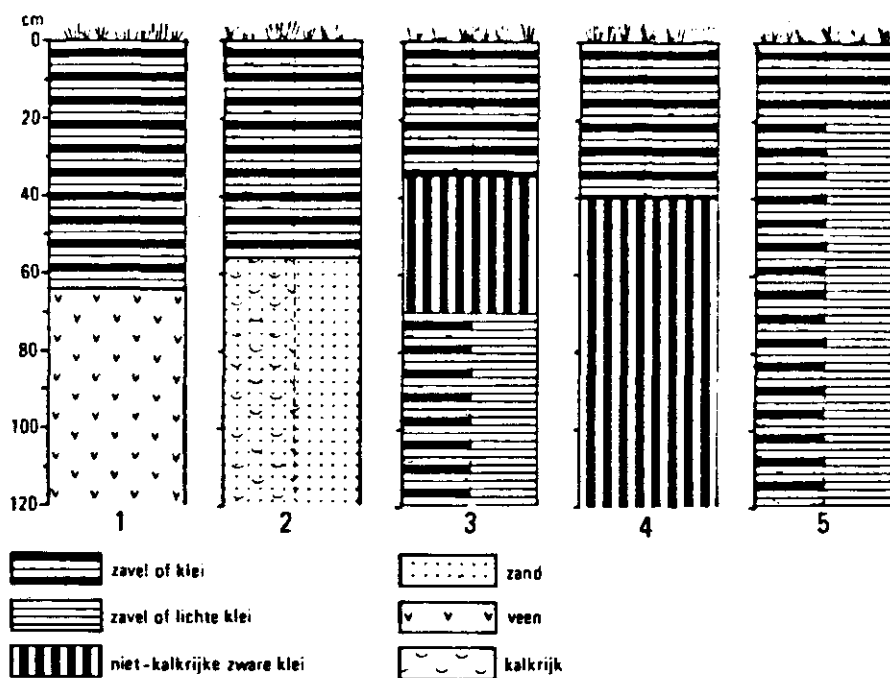 cm
0
20
40
60
80
100
120
1 2 3 4 5
zavel of klei
zavel of lichte klei
niet-kalkrijke zware klei
zand
veen
kalkrijk